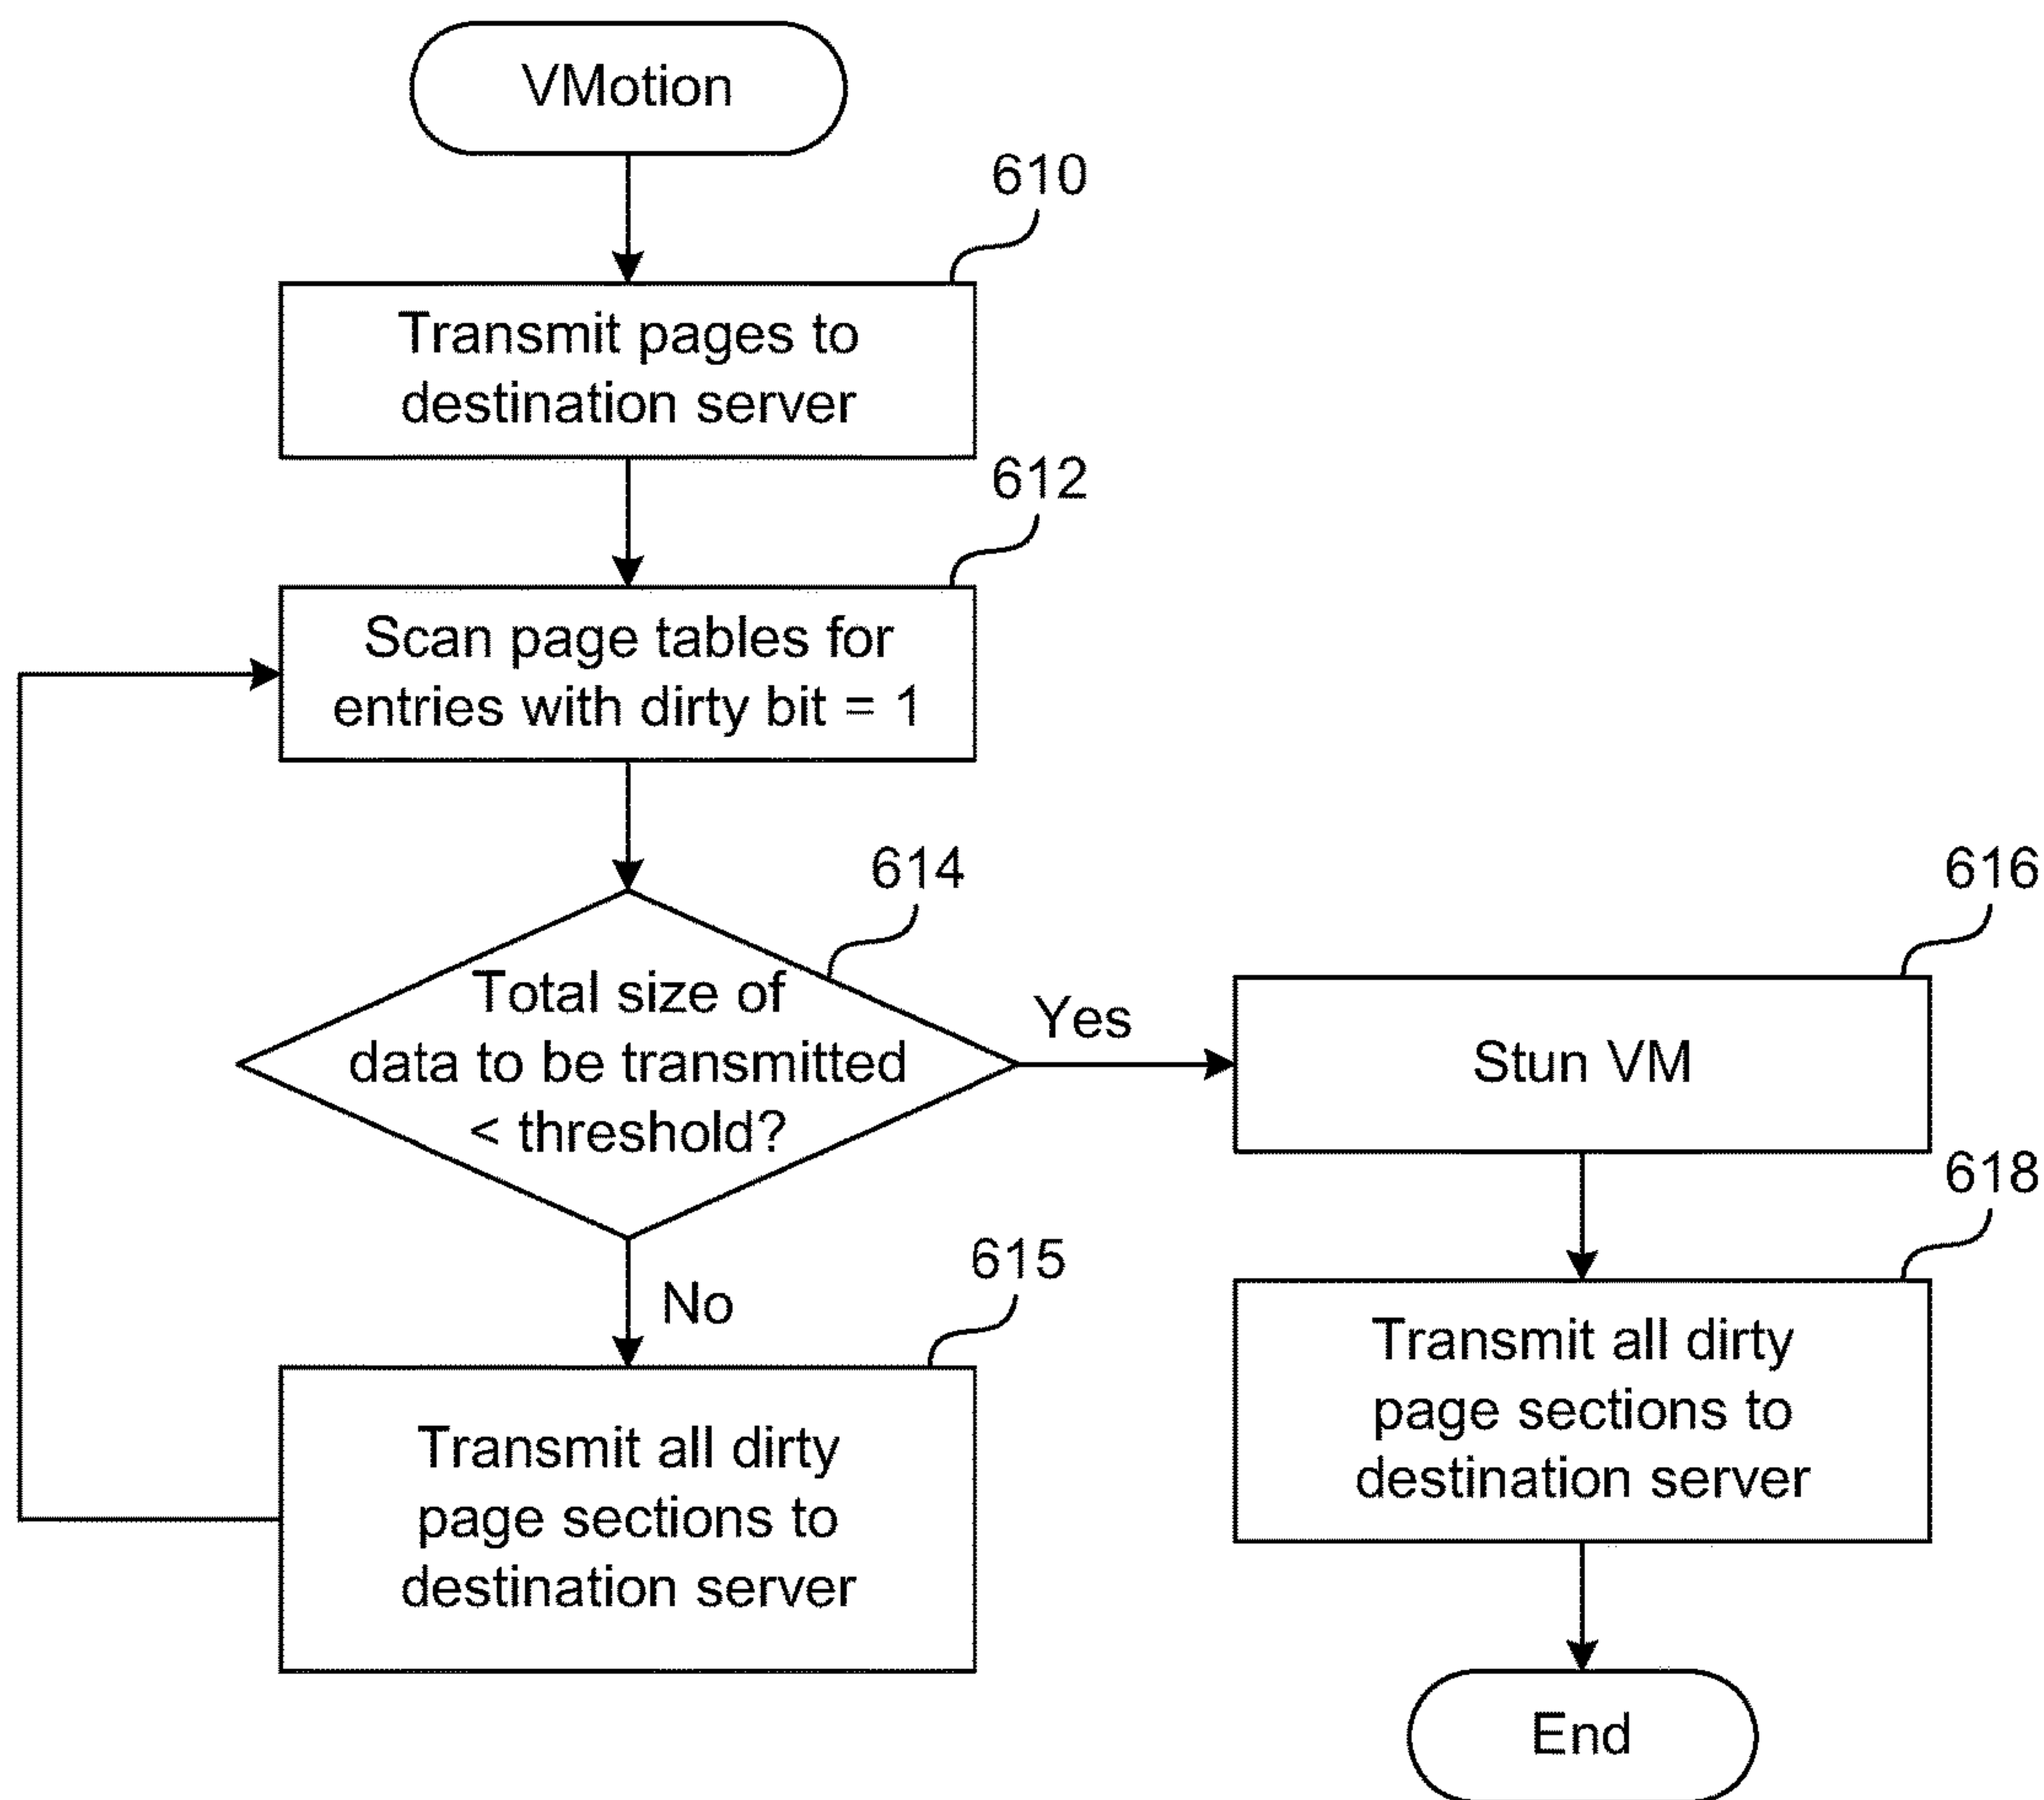 VMotion
610
Transmit pages to
destination server
612
Scan page tables for
entries with dirty bit = 1
614
Total size of
data to be transmitted
< threshold?
Yes
616
Stun VM
618
Transmit all dirty
page sections to
destination server
No
615
Transmit all dirty
page sections to
destination server
End